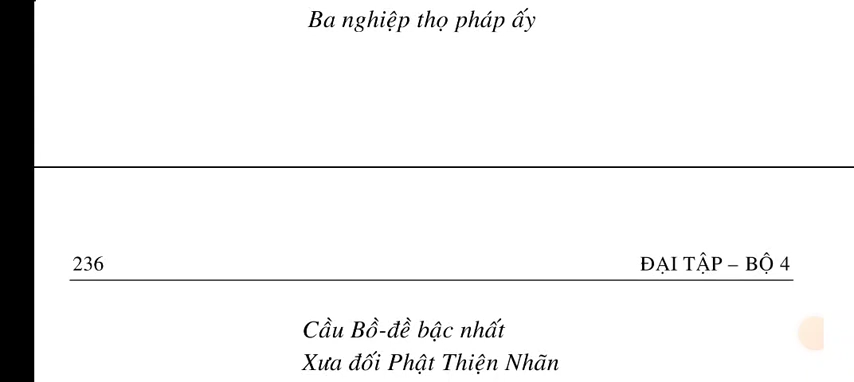 Ba nghiệp thọ pháp ấy
236
ĐẠI TẬP – BỘ 4
Cầu Bồ-đề bậc nhất
Xưa đối Phật Thiện Nhãn